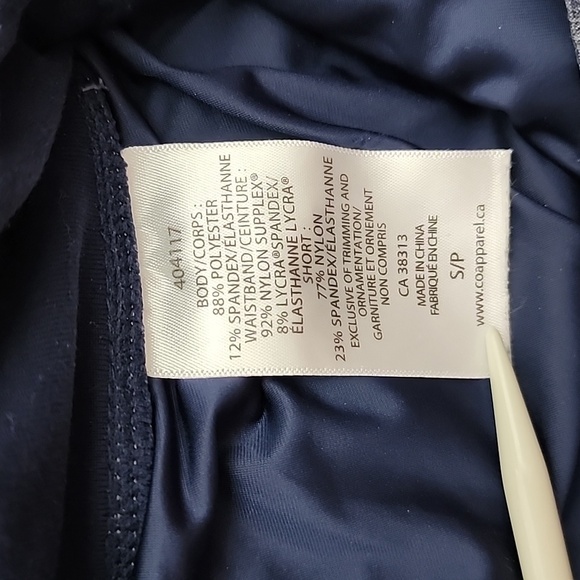 404117
BODY/CORPS :
88% POLYESTER
12% SPANDEX/ELASTHANNE
WAISTBAND/CEINTURE :
92% NYLON SUPPLEX®
8% LYCRA®SPANDEX/
ÉLASTHANNE LYCRA®
SHORT :
77% NYLON
23% SPANDEX/ÉLASTHANNE
EXCLUSIVE OF TRIMMING AND
ORNAMENTATION/
GARNITURE ET ORNEMENT
NON COMPRIS
CA 38313
MADE IN CHINA
FABRIQUÉ EN CHINE
S/P
www.coapparel.ca